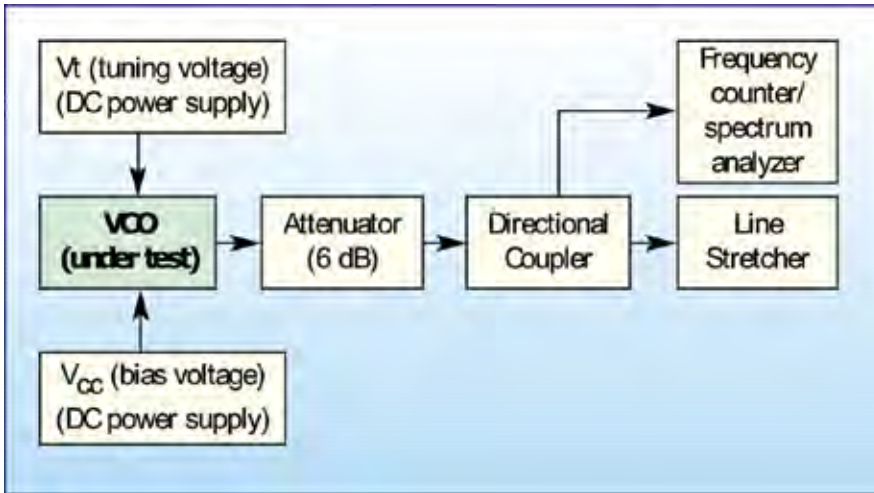 Vt (tuning voltage)
(DC power supply)
Frequency
counter/
spectrum
analyzer
VCO
(under test)
Attenuator
(6 dB)
Directional
Coupler
Line
Stretcher
VCC (bias voltage)
(DC power supply)